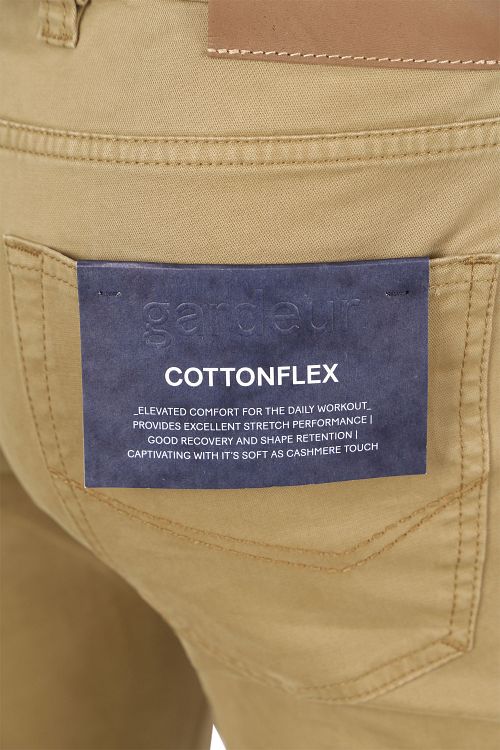 gardeur
COTTONFLEX
_ELEVATED COMFORT FOR THE DAILY WORKOUT_
PROVIDES EXCELLENT STRETCH PERFORMANCE |
GOOD RECOVERY AND SHAPE RETENTION |
CAPTIVATING WITH IT'S SOFT AS CASHMERE TOUCH